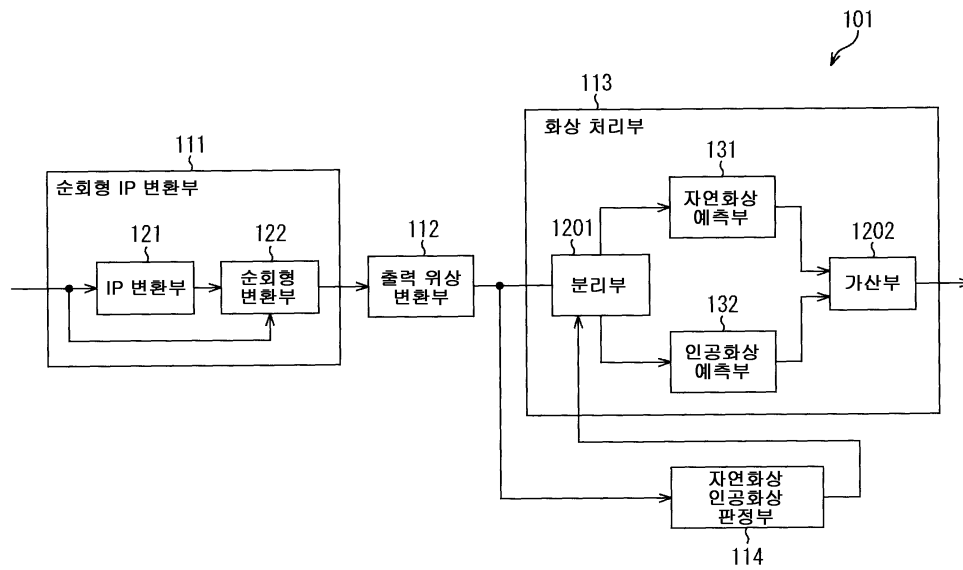 101
113
화상 처리부
111
순회형 IP 변환부
131
자연화상
예측부
121
122
112
1201
1202
IP 변환부
순회형
변환부
출력 위상
변환부
분리부
가산부
132
인공화상
예측부
자연화상
인공화상
판정부
114